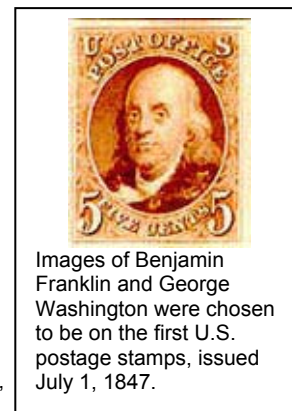 U S
POST OFFICE
5 FIVE CENTS 5
Images of Benjamin
Franklin and George
Washington were chosen
to be on the first U.S.
postage stamps, issued
July 1, 1847.
,